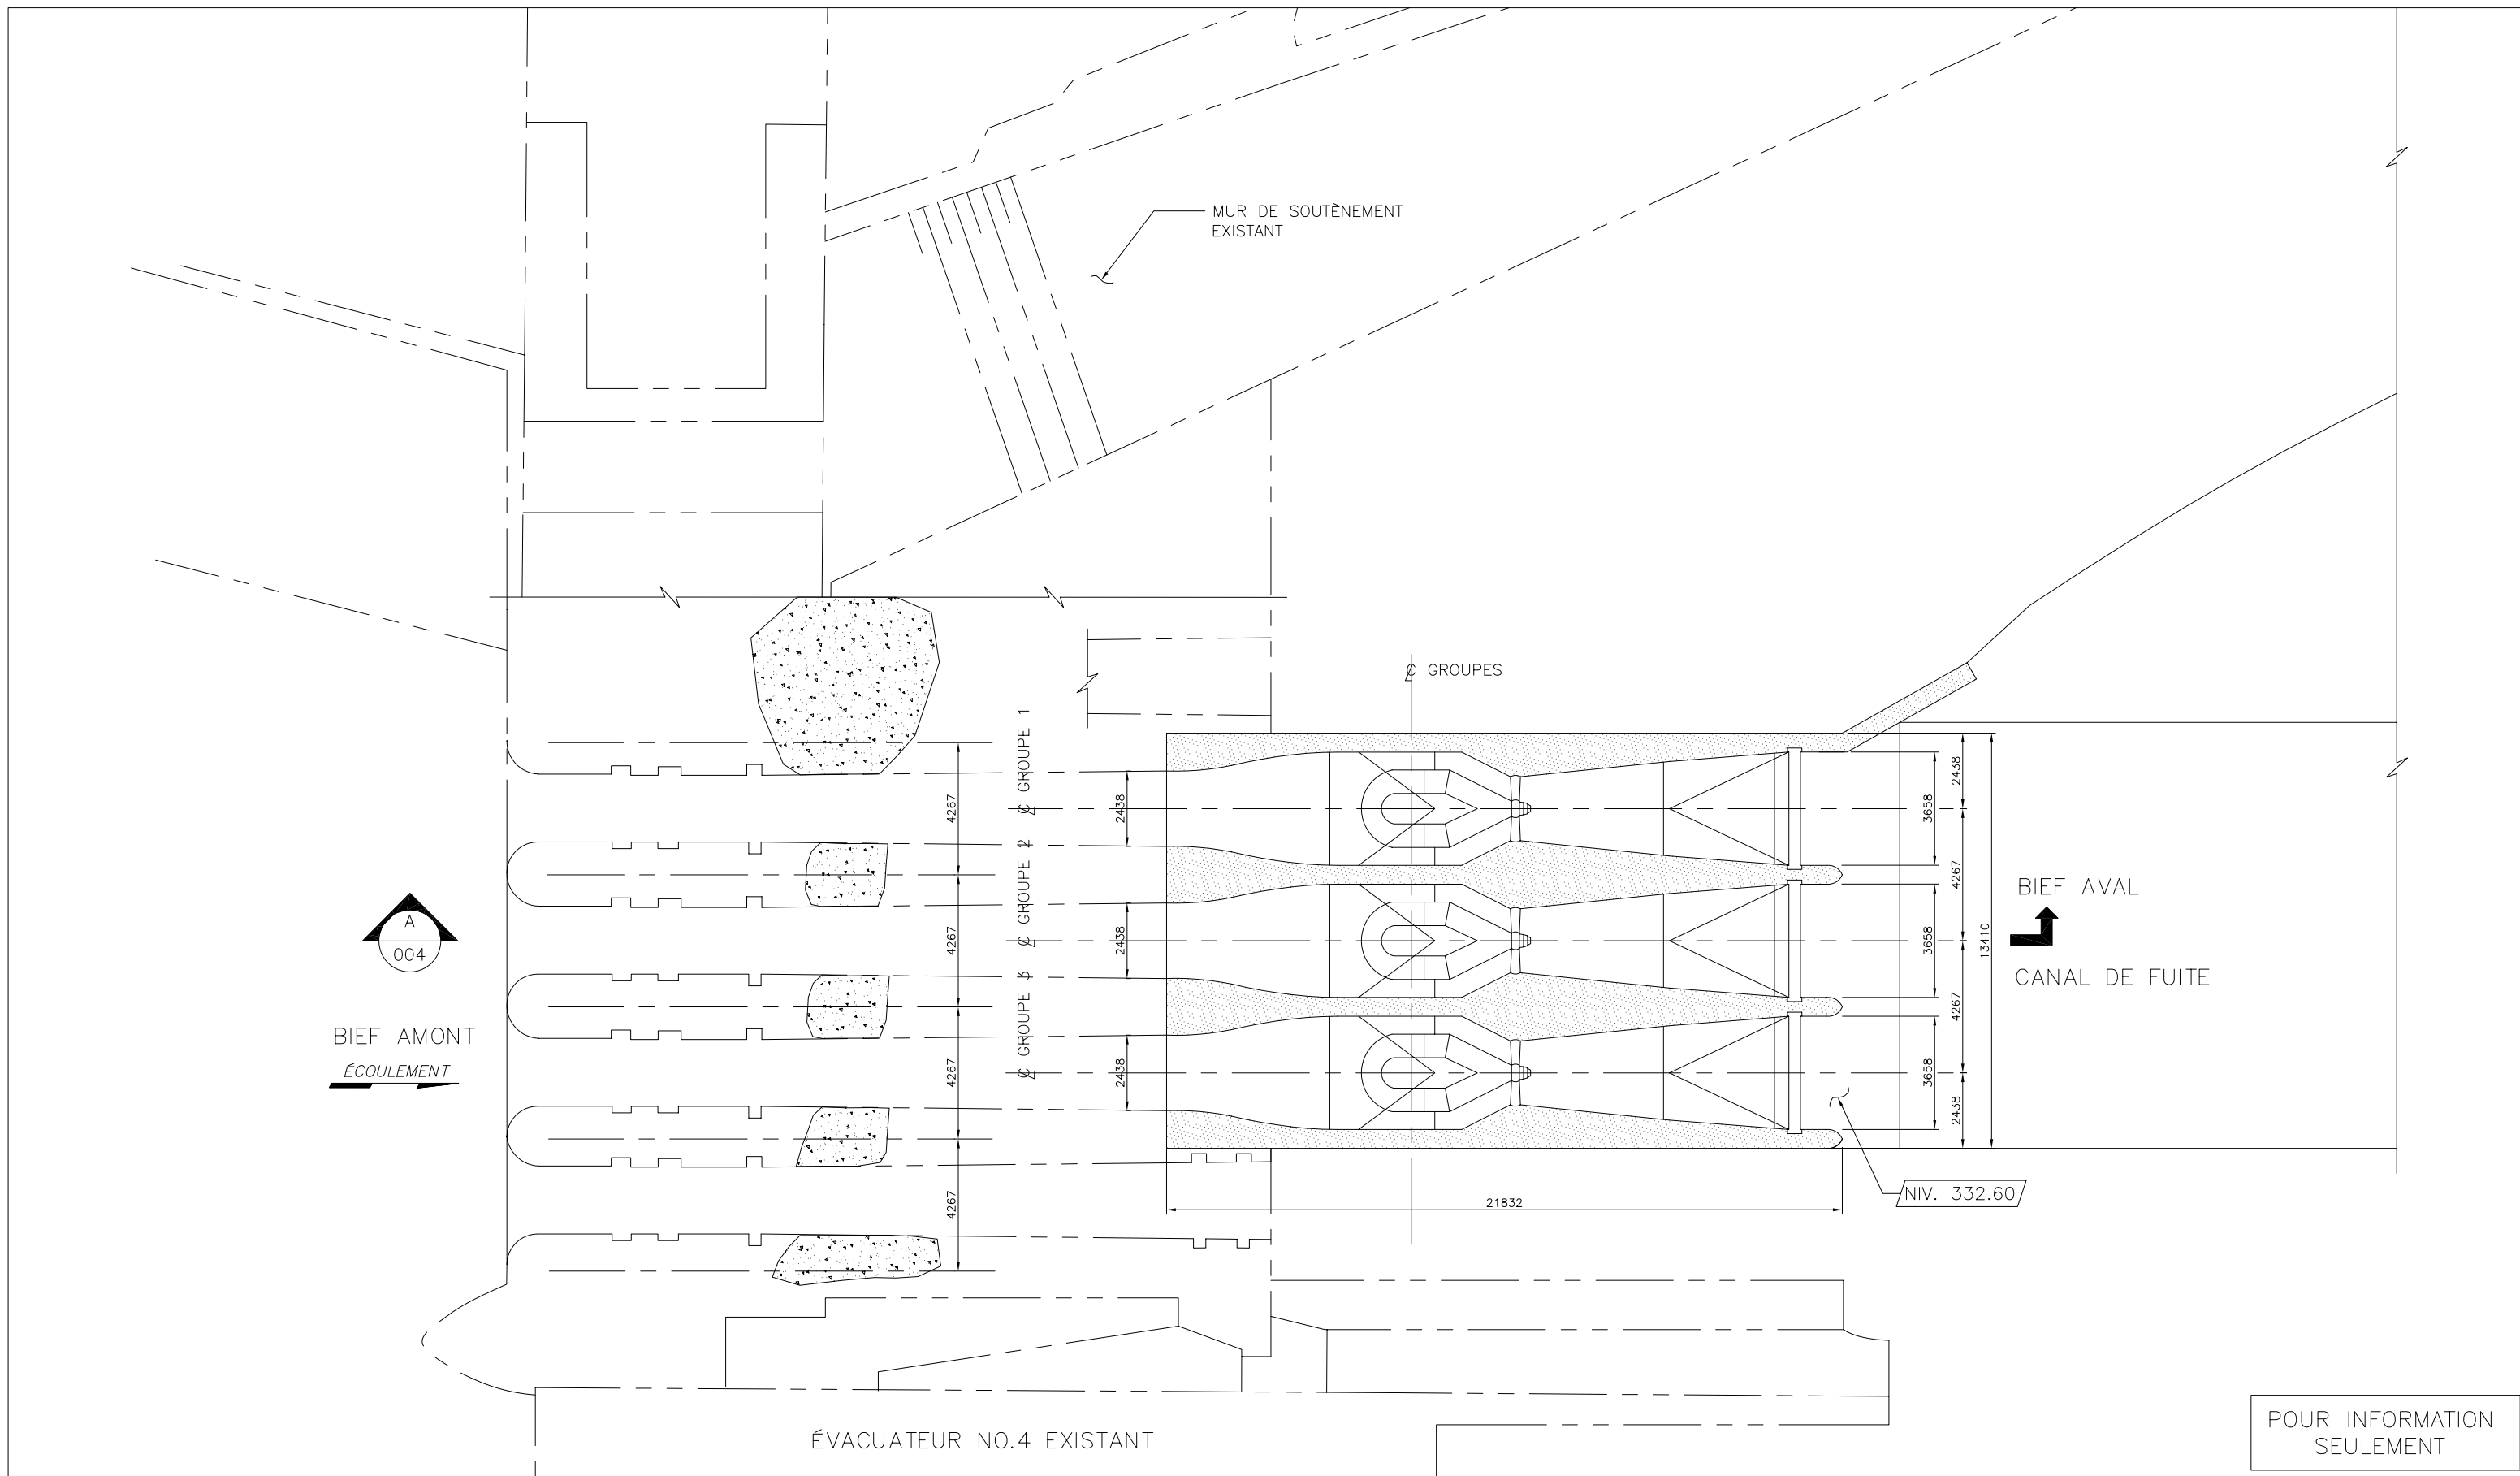 MUR DE SOUTÈNEMENT
EXISTANT
℄ GROUPES
℄ GROUPE 1
℄ GROUPE 2
℄ GROUPE 3
4267
4267
4267
4267
2438
2438
2438
3658
3658
3658
2438
4267
4267
2438
13410
21832
A
004
BIEF AMONT
ÉCOULEMENT
BIEF AVAL
CANAL DE FUITE
NIV. 332.60
ÉVACUATEUR NO.4 EXISTANT
POUR INFORMATION
SEULEMENT